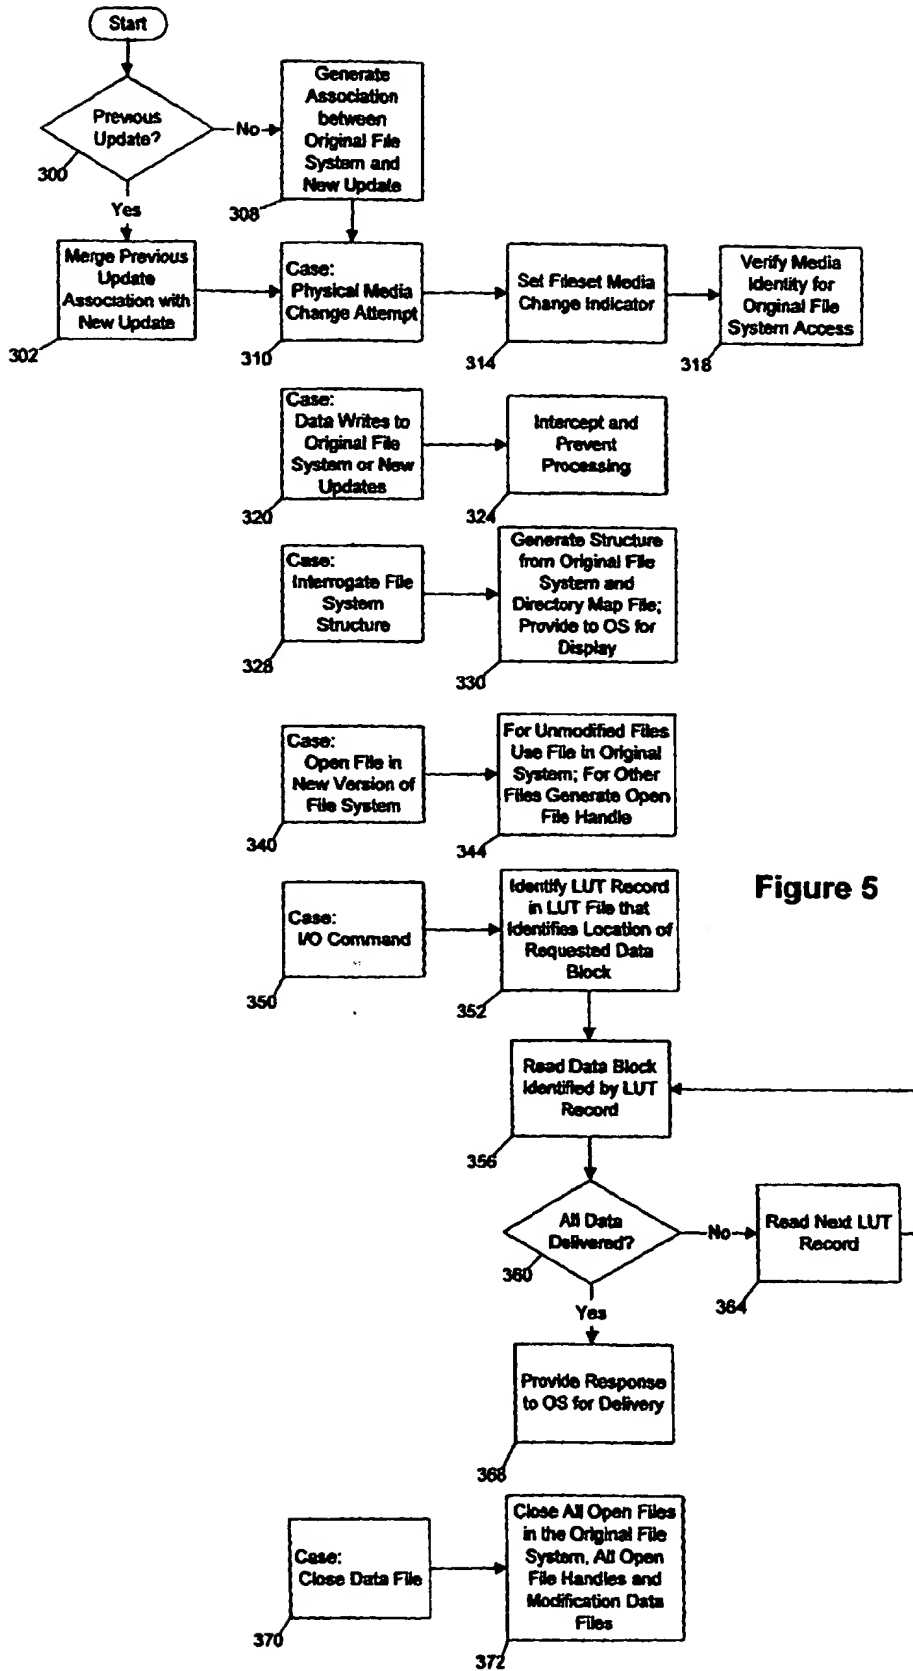 Start
Previous
Update?
300
No
Yes
Generate
Association
between
Original File
System and
New Update
308
Merge Previous
Update
Association with
New Update
302
Case:
Physical Media
Change Attempt
310
Set Fileset Media
Change Indicator
314
Verify Media
Identity for
Original File
System Access
318
Case:
Data Writes to
Original File
System or New
Updates
320
Intercept and
Prevent
Processing
324
Case:
Interrogate File
System
Structure
328
Generate Structure
from Original File
System and
Directory Map File;
Provide to OS for
Display
330
Case:
Open File in
New Version of
File System
340
For Unmodified Files
Use File in Original
System; For Other
Files Generate Open
File Handle
344
Figure 5
Case:
I/O Command
350
Identify LUT Record
in LUT File that
Identifies Location of
Requested Data
Block
352
Read Data Block
Identified by LUT
Record
356
All Data
Delivered?
360
No
Read Next LUT
Record
364
Yes
Provide Response
to OS for Delivery
368
Case:
Close Data File
370
Close All Open Files
in the Original File
System, All Open
File Handles and
Modification Data
Files
372